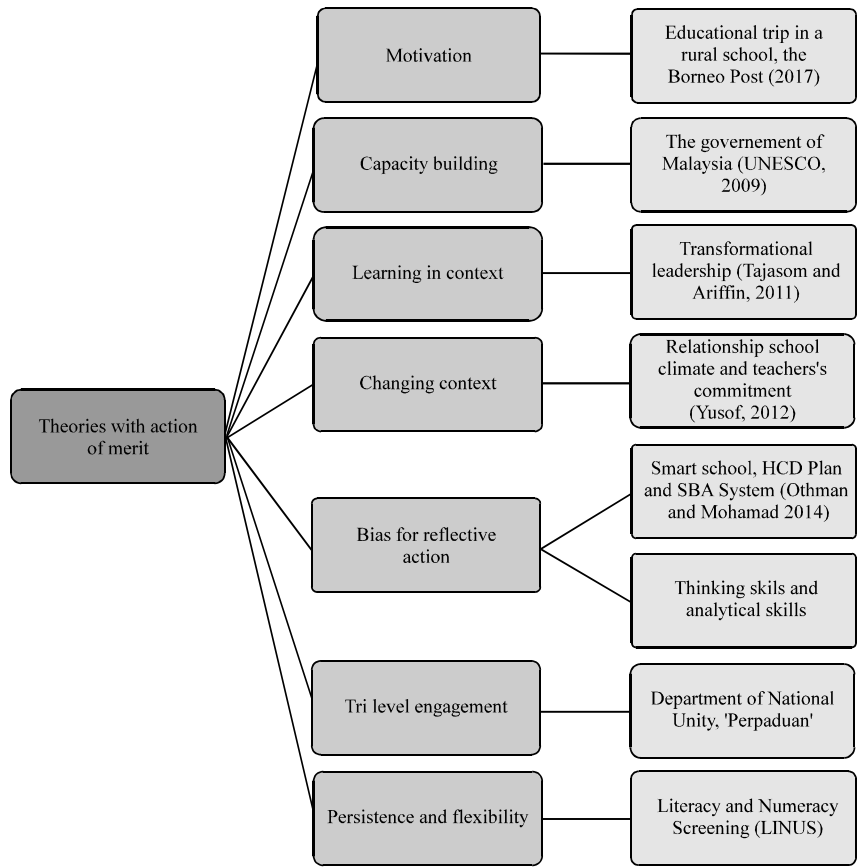 Theories with action
of merit
Motivation
Educational trip in a
rural school, the
Borneo Post (2017)
Capacity building
The governement of
Malaysia (UNESCO,
2009)
Learning in context
Transformational
leadership (Tajasom and
Ariffin, 2011)
Changing context
Relationship school
climate and teachers's
commitment
(Yusof, 2012)
Bias for reflective
action
Smart school, HCD Plan
and SBA System (Othman
and Mohamad 2014)
Thinking skils and
analytical skills
Tri level engagement
Department of National
Unity, 'Perpaduan'
Persistence and flexibility
Literacy and Numeracy
Screening (LINUS)